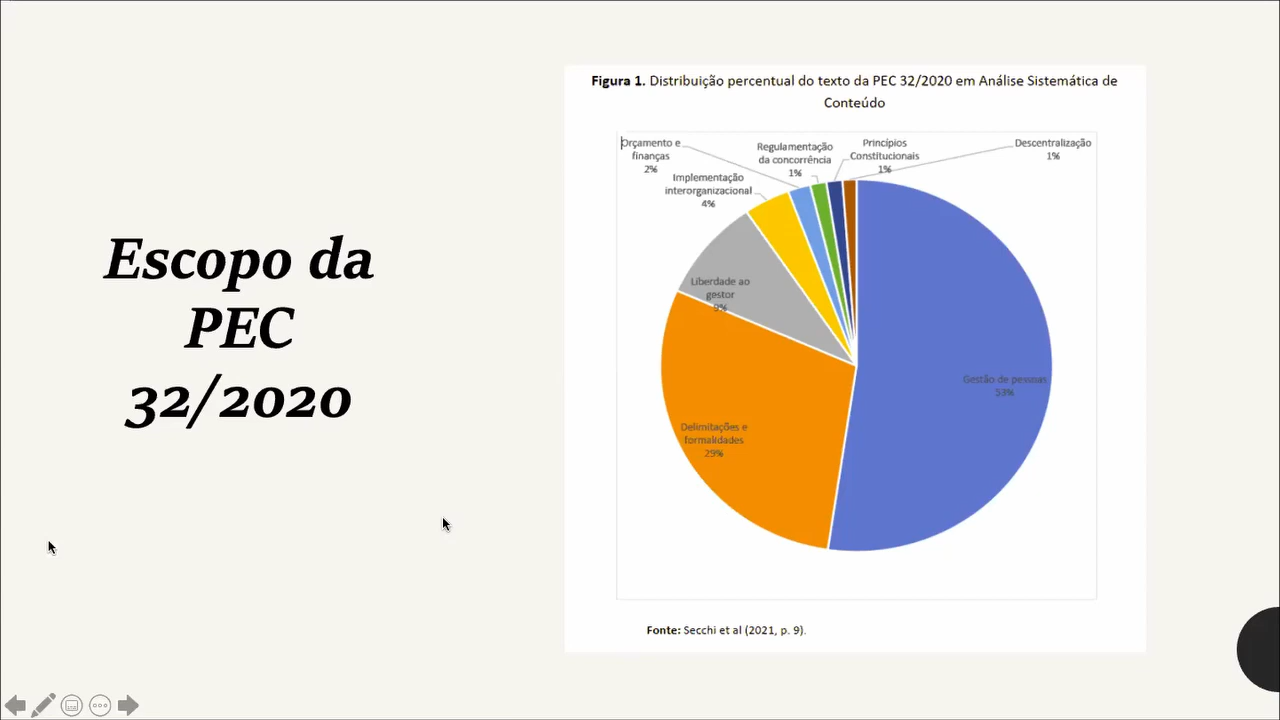 Escopo da
PEC
32/2020
Figura 1. Distribuição percentual do texto da PEC 32/2020 em Análise Sistemática de
Conteúdo
Orçamento e
finanças
2%
Regulamentação
da concorrência
1%
Princípios
Constitucionais
1%
Descentralização
1%
Implementação
interorganizacional
4%
Liberdade ao
gestor
9%
Gestão de pessoas
53%
Delimitações e
formalidades
29%
Fonte: Secchi et al (2021, p. 9).